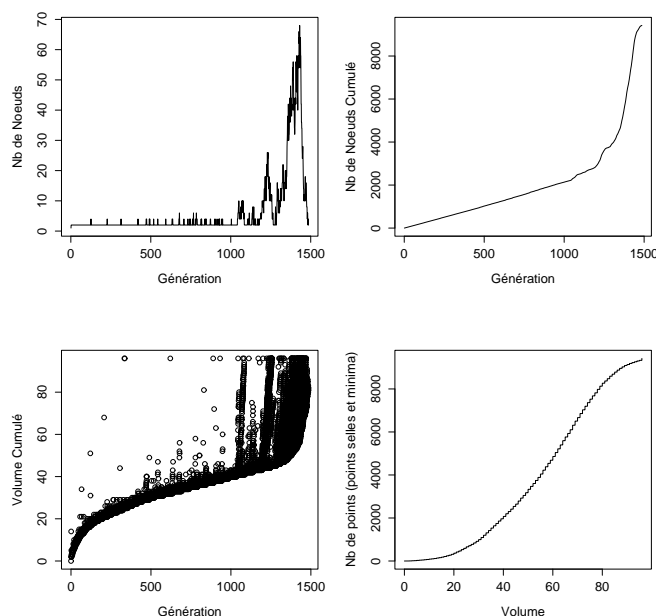 0 10 20 30 40 50 60 70
Nb de Noeuds
0 500 1000 1500
Génération
0 2000 4000 6000 8000
Nb de Noeuds Cumulé
0 500 1000 1500
Génération
0 20 40 60 80
Volume Cumulé
0 500 1000 1500
Génération
0 2000 4000 6000 8000
Nb de points (points selles et minima)
0 20 40 60 80
Volume